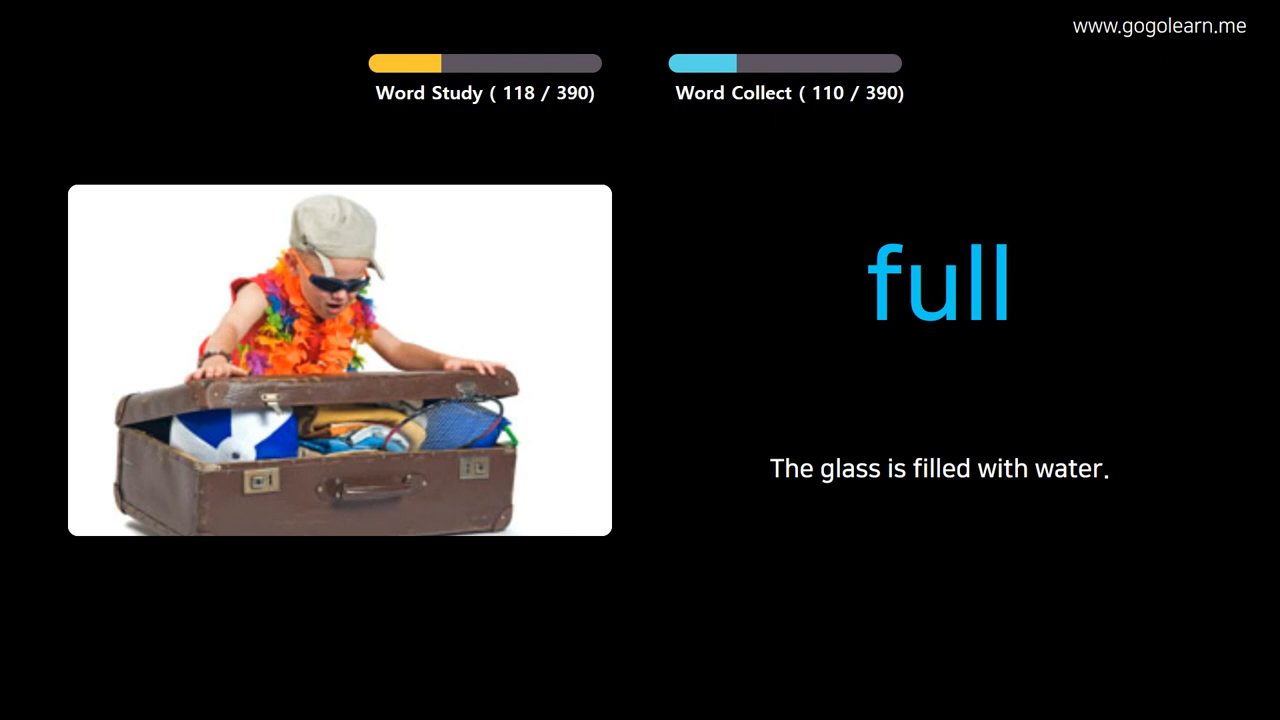 www.gogolearn.me
Word Study ( 118 / 390)
Word Collect ( 110 / 390)
full
The glass is filled with water.